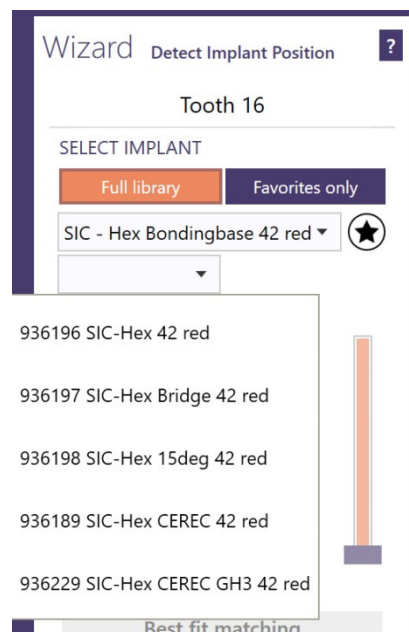 Wizard Detect Implant Position ?
Tooth 16
SELECT IMPLANT
Full library Favorites only
SIC - Hex Bondingbase 42 red
936196 SIC-Hex 42 red
936197 SIC-Hex Bridge 42 red
936198 SIC-Hex 15deg 42 red
936189 SIC-Hex CEREC 42 red
936229 SIC-Hex CEREC GH3 42 red
Best fit matching